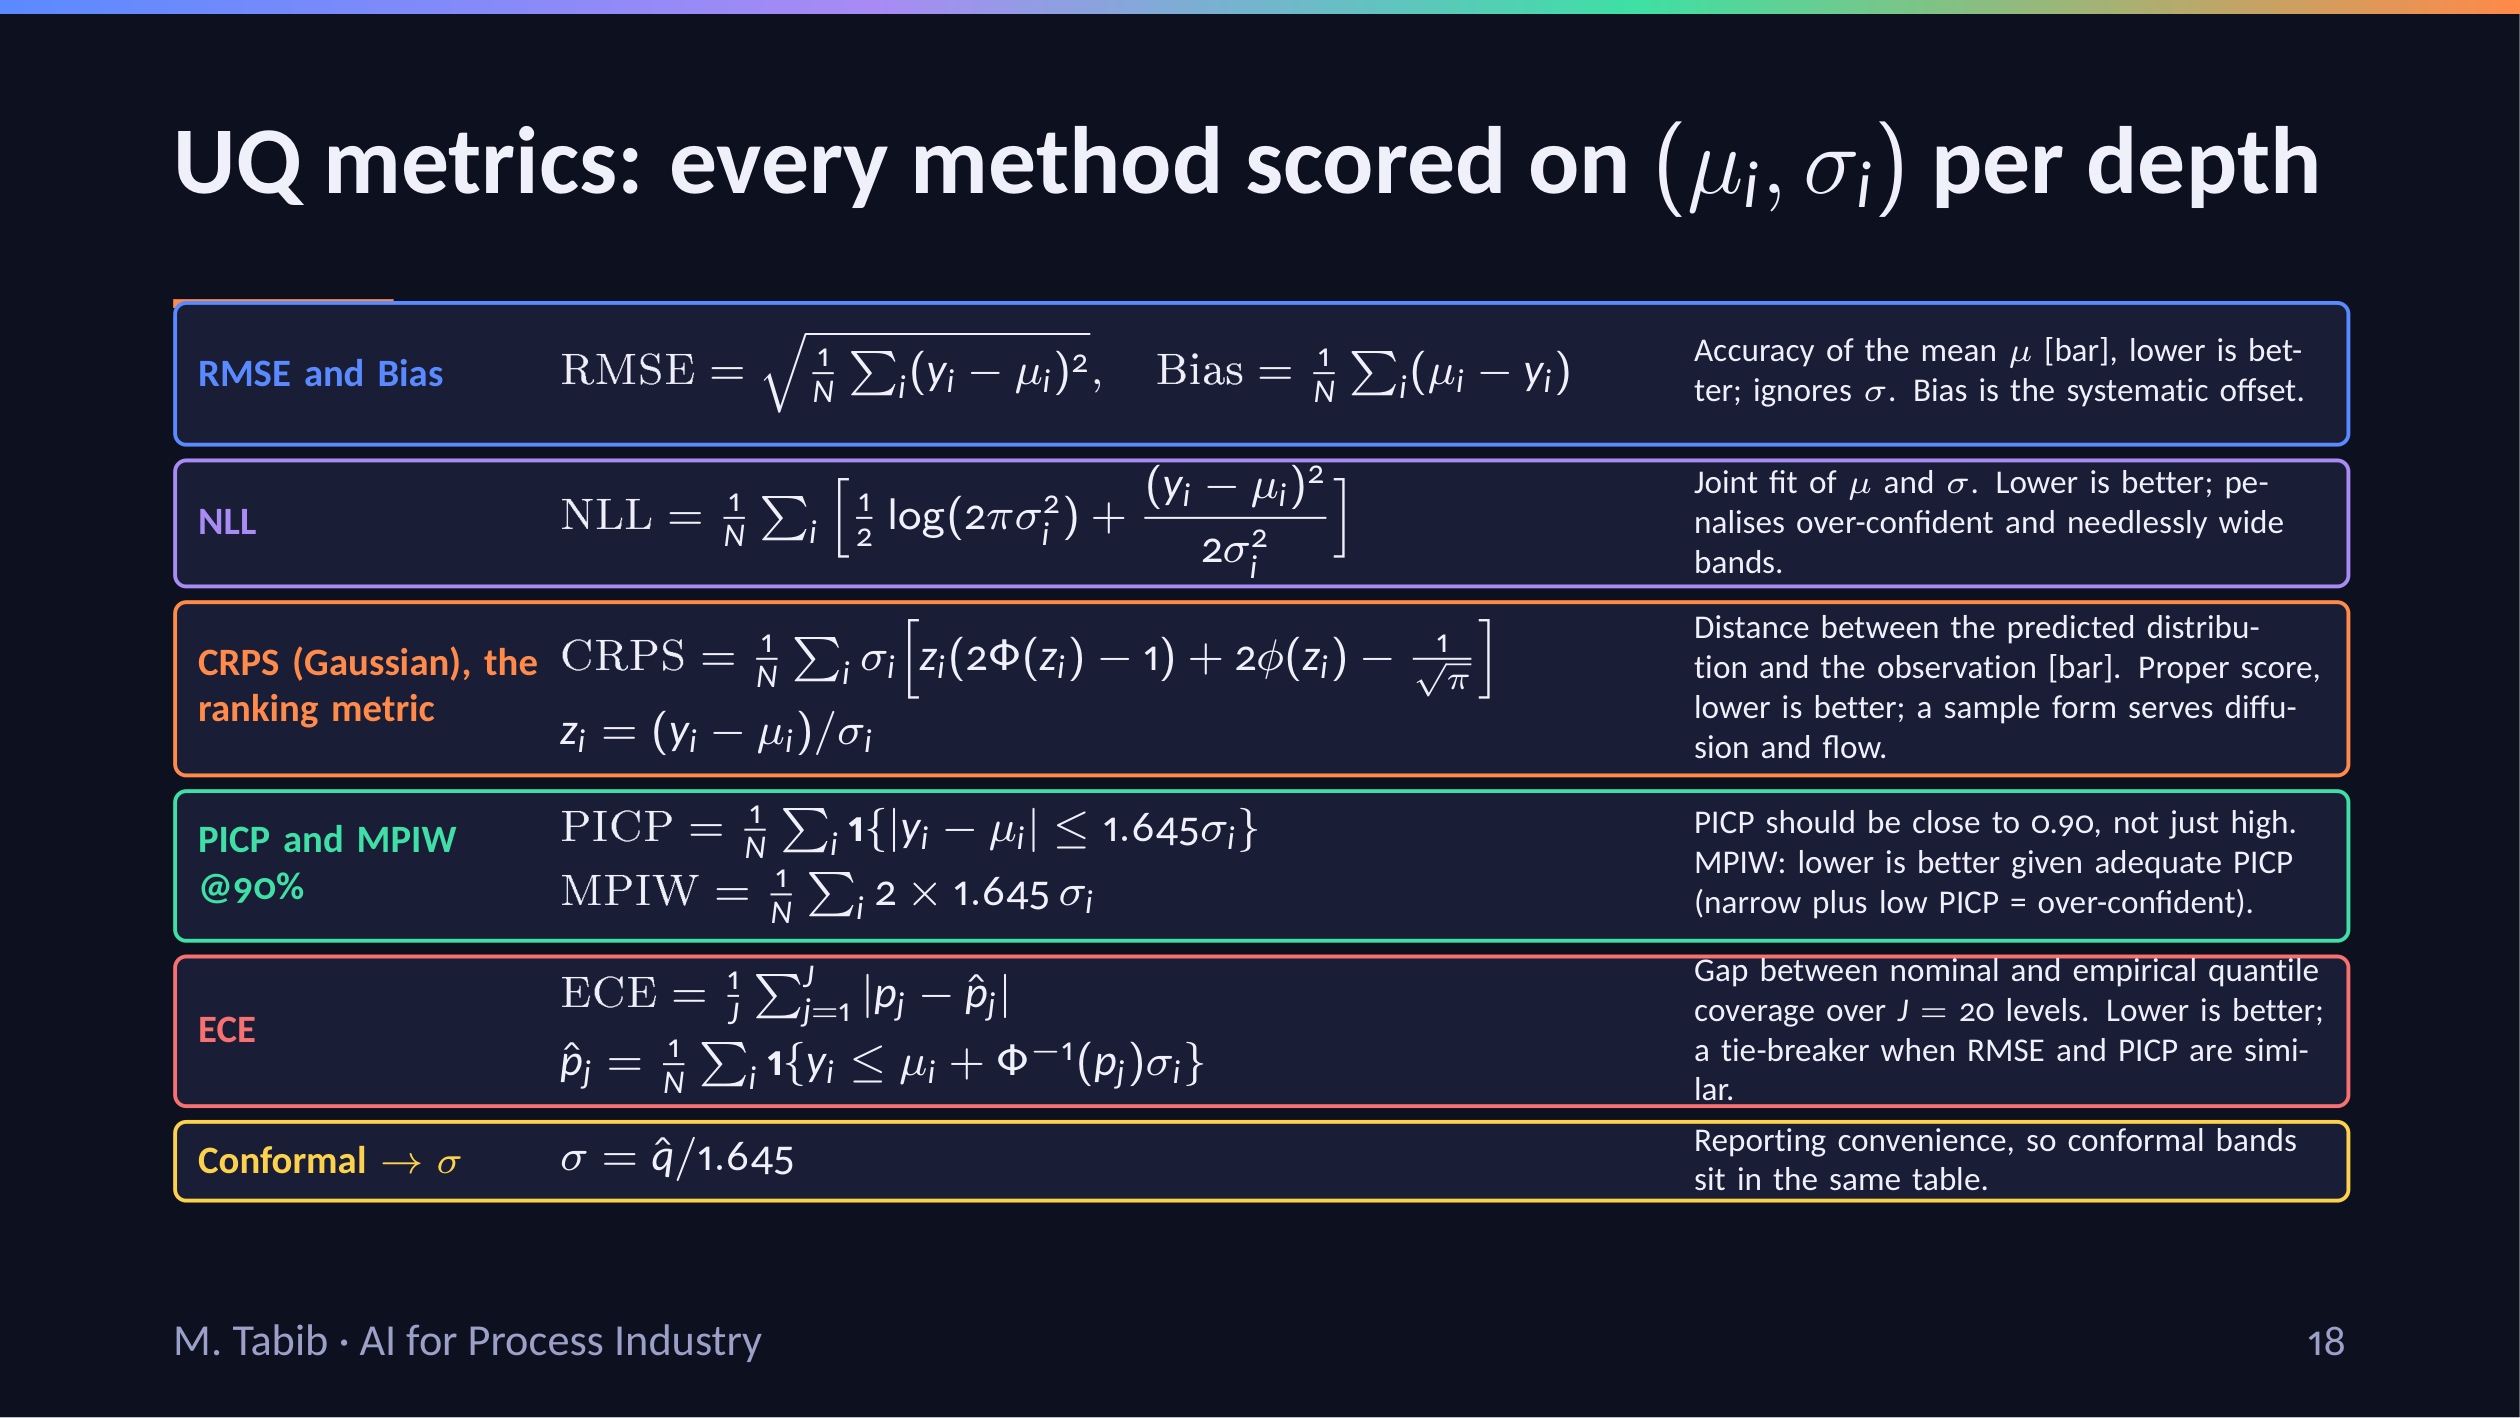 UQ metrics: every method scored on (μᵢ, σᵢ) per depth
RMSE and Bias
RMSE = √(1/N ∑ᵢ(yᵢ − μᵢ)²), Bias = 1/N ∑ᵢ(μᵢ − yᵢ)
Accuracy of the mean μ [bar], lower is bet-
ter; ignores σ. Bias is the systematic offset.
NLL
NLL = 1/N ∑ᵢ [1/2 log(2πσᵢ²) + (yᵢ − μᵢ)²/2σᵢ²]
Joint fit of μ and σ. Lower is better; pe-
nalises over-confident and needlessly wide
bands.
CRPS (Gaussian), the
ranking metric
CRPS = 1/N ∑ᵢ σᵢ[zᵢ(2Φ(zᵢ) − 1) + 2ϕ(zᵢ) − 1/√π]
zᵢ = (yᵢ − μᵢ)/σᵢ
Distance between the predicted distribu-
tion and the observation [bar]. Proper score,
lower is better; a sample form serves diffu-
sion and flow.
PICP and MPIW
@90%
PICP = 1/N ∑ᵢ 1{|yᵢ − μᵢ| ≤ 1.645σᵢ}
MPIW = 1/N ∑ᵢ 2 × 1.645 σᵢ
PICP should be close to 0.90, not just high.
MPIW: lower is better given adequate PICP
(narrow plus low PICP = over-confident).
ECE
ECE = 1/J ∑ⱼ₌₁ᴶ |pⱼ − p̂ⱼ|
p̂ⱼ = 1/N ∑ᵢ 1{yᵢ ≤ μᵢ + Φ⁻¹(pⱼ)σᵢ}
Gap between nominal and empirical quantile
coverage over J = 20 levels. Lower is better;
a tie-breaker when RMSE and PICP are simi-
lar.
Conformal → σ
σ = q̂/1.645
Reporting convenience, so conformal bands
sit in the same table.
M. Tabib · AI for Process Industry
18